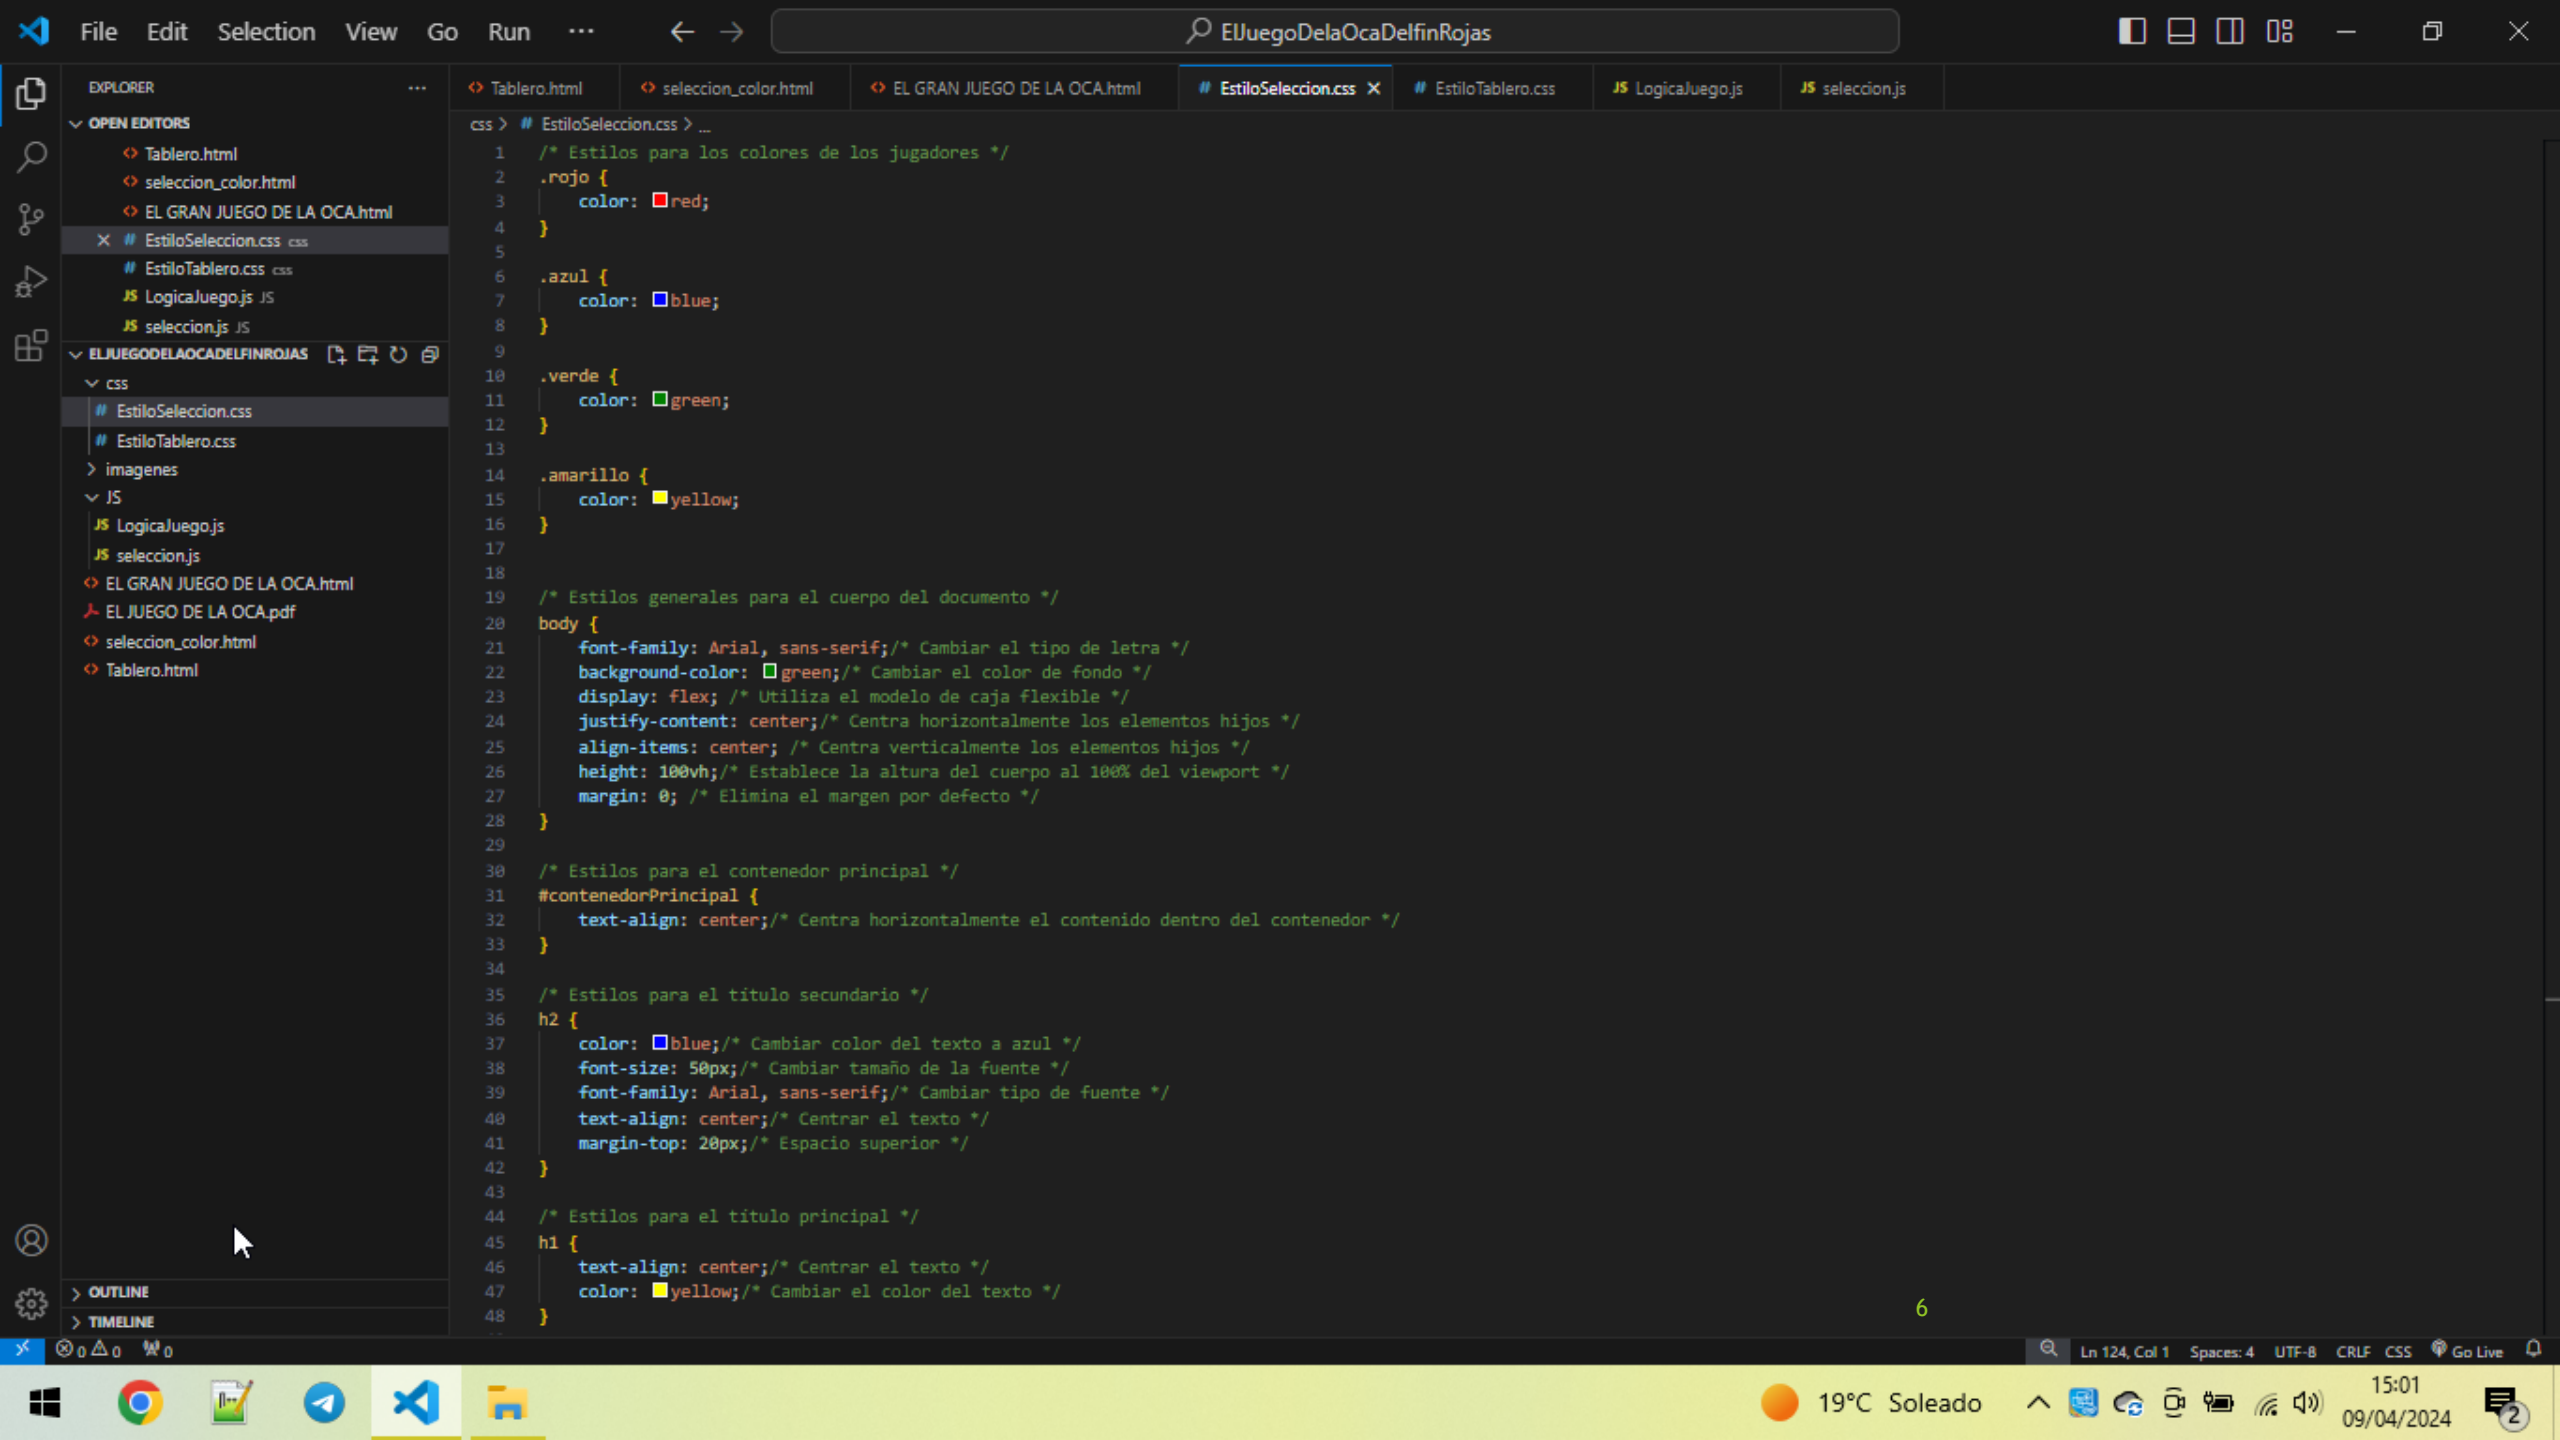 File Edit Selection View Go Run ··· ElJuegoDelaOcaDelfinRojas
EXPLORER ···
OPEN EDITORS
Tablero.html
seleccion_color.html
EL GRAN JUEGO DE LA OCA.html
EstiloSeleccion.css css
EstiloTablero.css css
JS LogicaJuego.js JS
JS seleccion.js JS
ELJUEGODELAOCADELFINROJAS
css
# EstiloSeleccion.css
# EstiloTablero.css
imagenes
JS
JS LogicaJuego.js
JS seleccion.js
EL GRAN JUEGO DE LA OCA.html
EL JUEGO DE LA OCA.pdf
seleccion_color.html
Tablero.html
OUTLINE
TIMELINE
Tablero.html seleccion_color.html EL GRAN JUEGO DE LA OCA.html # EstiloSeleccion.css # EstiloTablero.css JS LogicaJuego.js JS seleccion.js
css > # EstiloSeleccion.css > ...
1 /* Estilos para los colores de los jugadores */
2 .rojo {
3 color: red;
4 }
5
6 .azul {
7 color: blue;
8 }
9
10 .verde {
11 color: green;
12 }
13
14 .amarillo {
15 color: yellow;
16 }
17
18
19 /* Estilos generales para el cuerpo del documento */
20 body {
21 font-family: Arial, sans-serif;/* Cambiar el tipo de letra */
22 background-color: green;/* Cambiar el color de fondo */
23 display: flex; /* Utiliza el modelo de caja flexible */
24 justify-content: center;/* Centra horizontalmente los elementos hijos */
25 align-items: center; /* Centra verticalmente los elementos hijos */
26 height: 100vh;/* Establece la altura del cuerpo al 100% del viewport */
27 margin: 0; /* Elimina el margen por defecto */
28 }
29
30 /* Estilos para el contenedor principal */
31 #contenedorPrincipal {
32 text-align: center;/* Centra horizontalmente el contenido dentro del contenedor */
33 }
34
35 /* Estilos para el título secundario */
36 h2 {
37 color: blue;/* Cambiar color del texto a azul */
38 font-size: 50px;/* Cambiar tamaño de la fuente */
39 font-family: Arial, sans-serif;/* Cambiar tipo de fuente */
40 text-align: center;/* Centrar el texto */
41 margin-top: 20px;/* Espacio superior */
42 }
43
44 /* Estilos para el título principal */
45 h1 {
46 text-align: center;/* Centrar el texto */
47 color: yellow;/* Cambiar el color del texto */
48 }
6
0 0 0 Ln 124, Col 1 Spaces: 4 UTF-8 CRLF CSS Go Live
19°C Soleado 15:01
09/04/2024 2